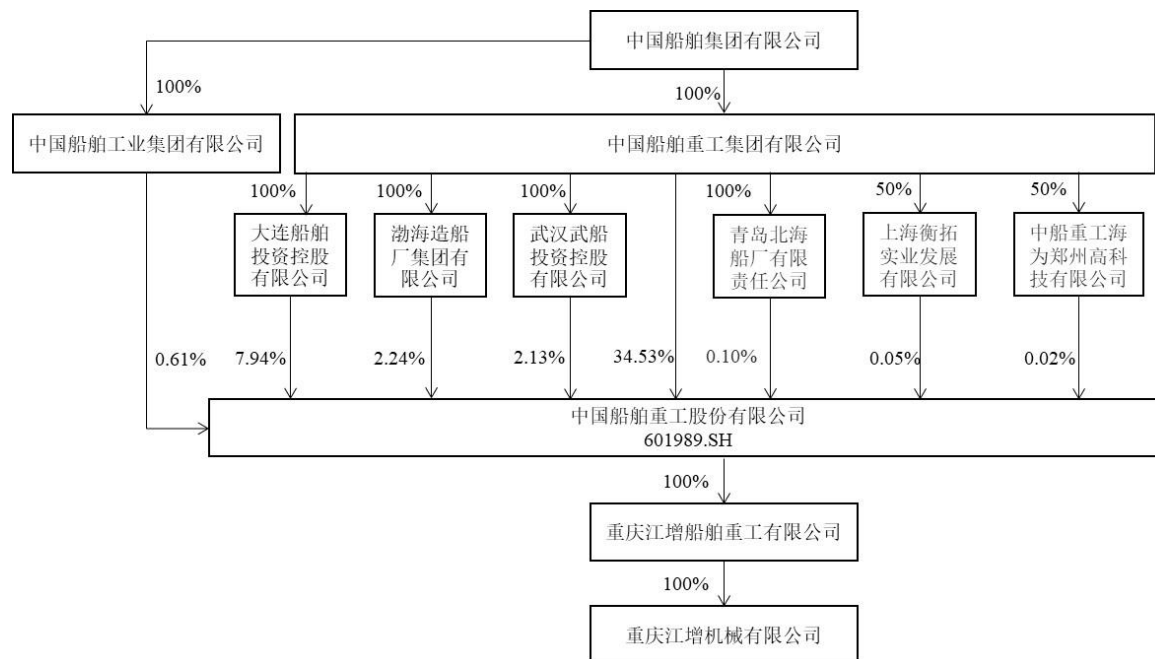 中国船舶集团有限公司
100%
100%
中国船舶工业集团有限公司
中国船舶重工集团有限公司
100%
100%
100%
100%
50%
50%
大连船舶
投资控股
有限公司
渤海造船
厂集团有
限公司
武汉武船
投资控股
有限公司
青岛北海
船厂有限
责任公司
上海衡拓
实业发展
有限公司
中船重工海
为郑州高科
技有限公司
0.61%
7.94%
2.24%
2.13%
34.53%
0.10%
0.05%
0.02%
中国船舶重工股份有限公司
601989.SH
100%
重庆江增船舶重工有限公司
100%
重庆江增机械有限公司